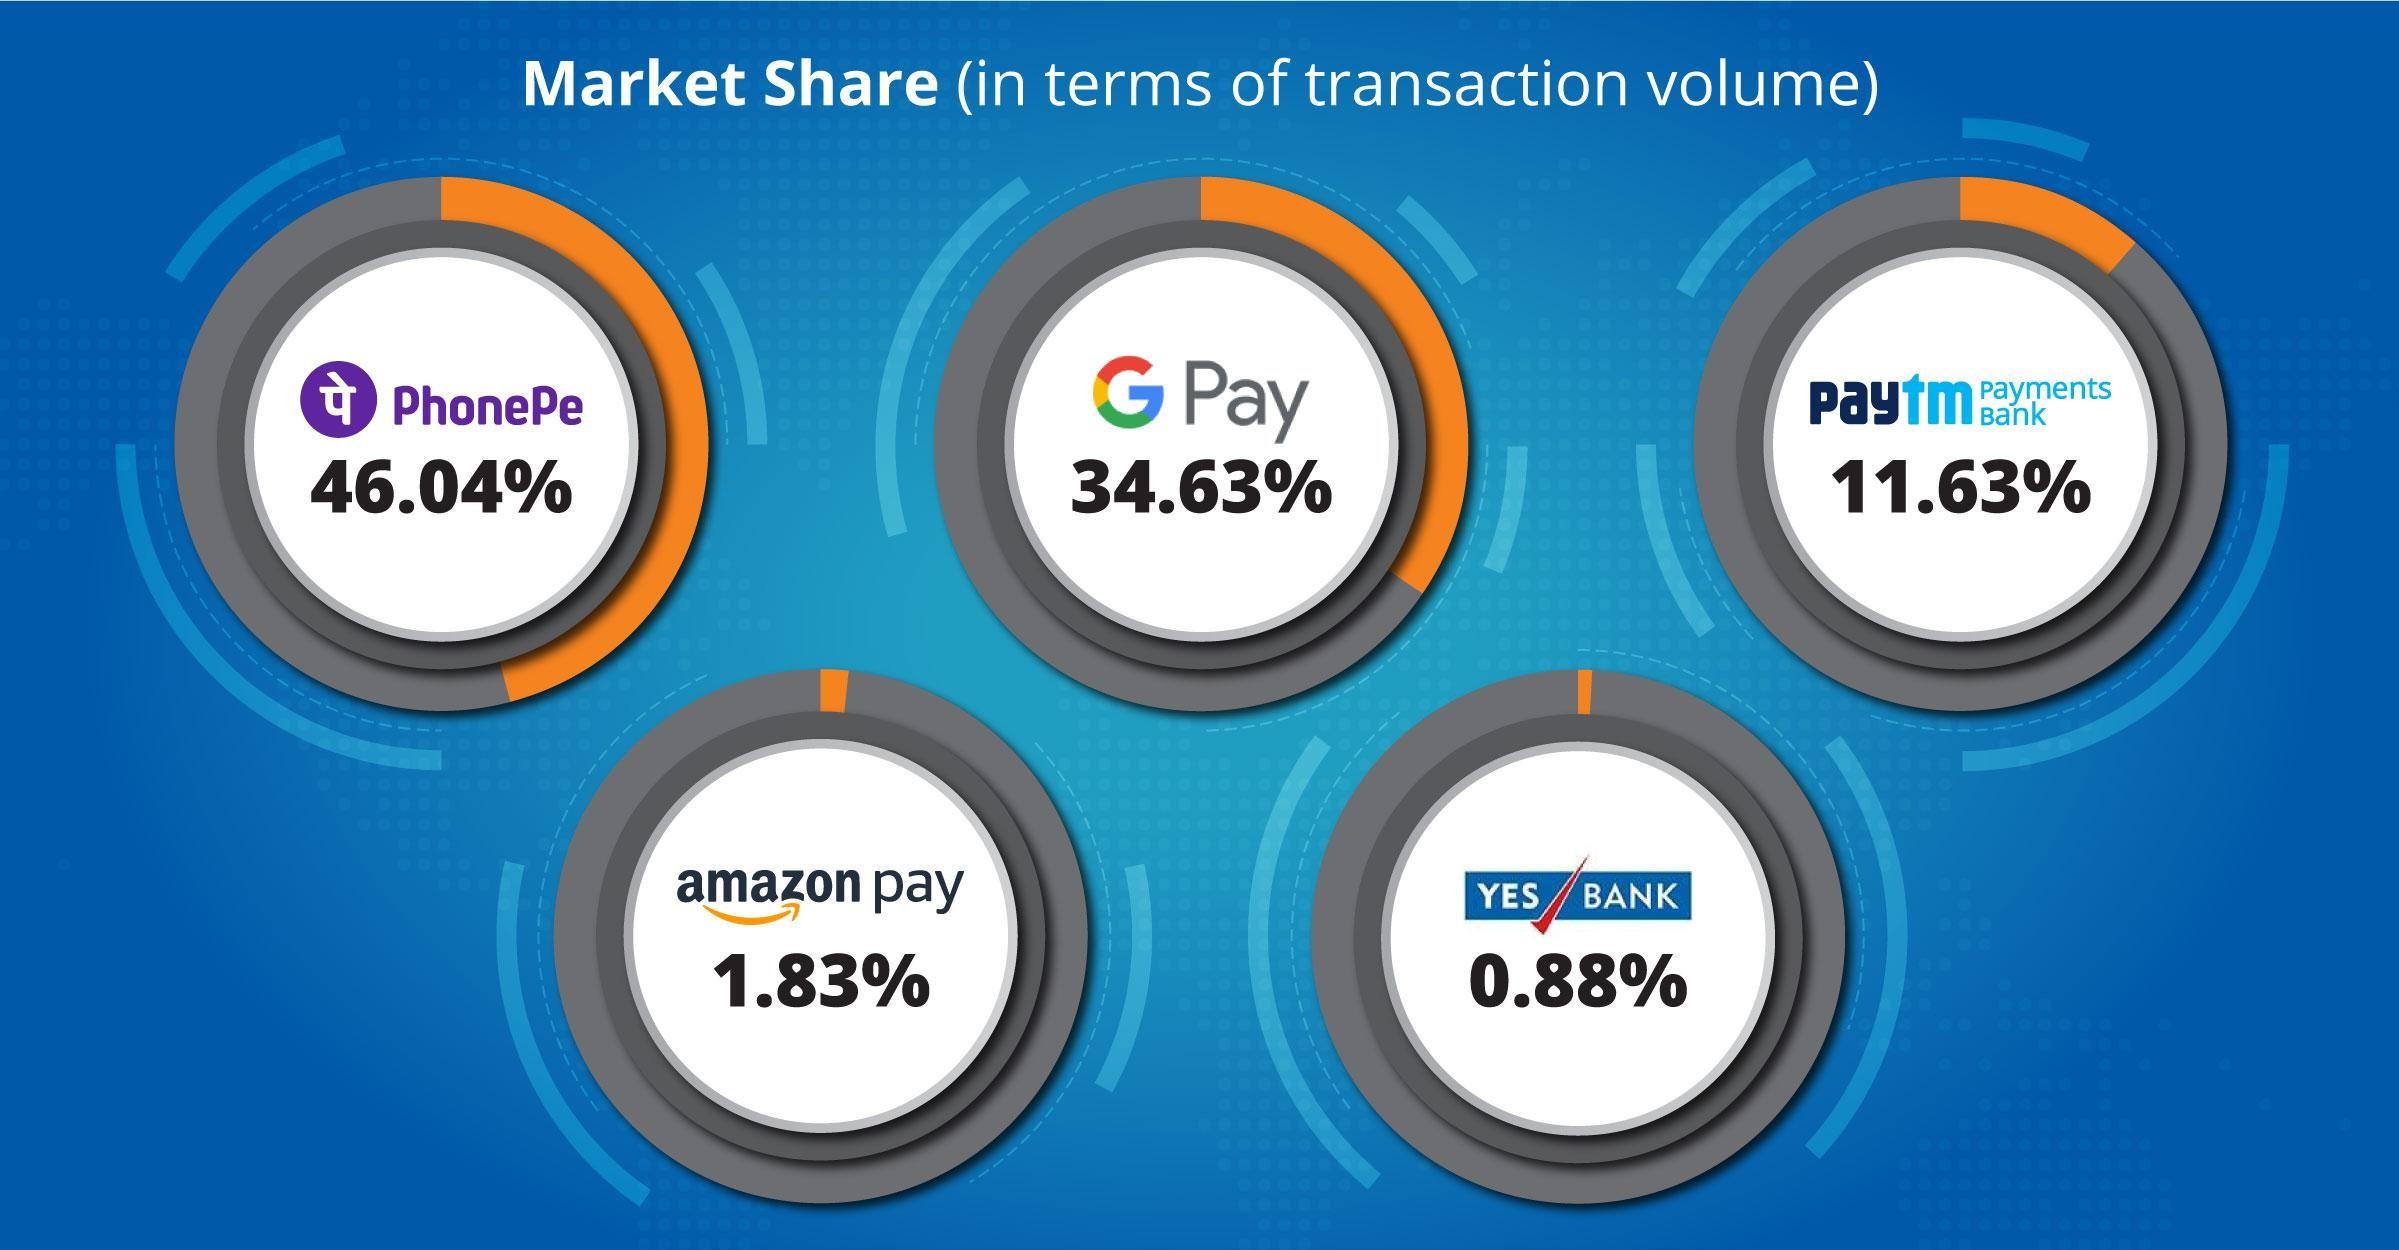 Market Share (in terms of transaction volume)
पे PhonePe
46.04%
G Pay
34.63%
paytm Payments Bank
11.63%
amazon pay
1.83%
YES BANK
0.88%